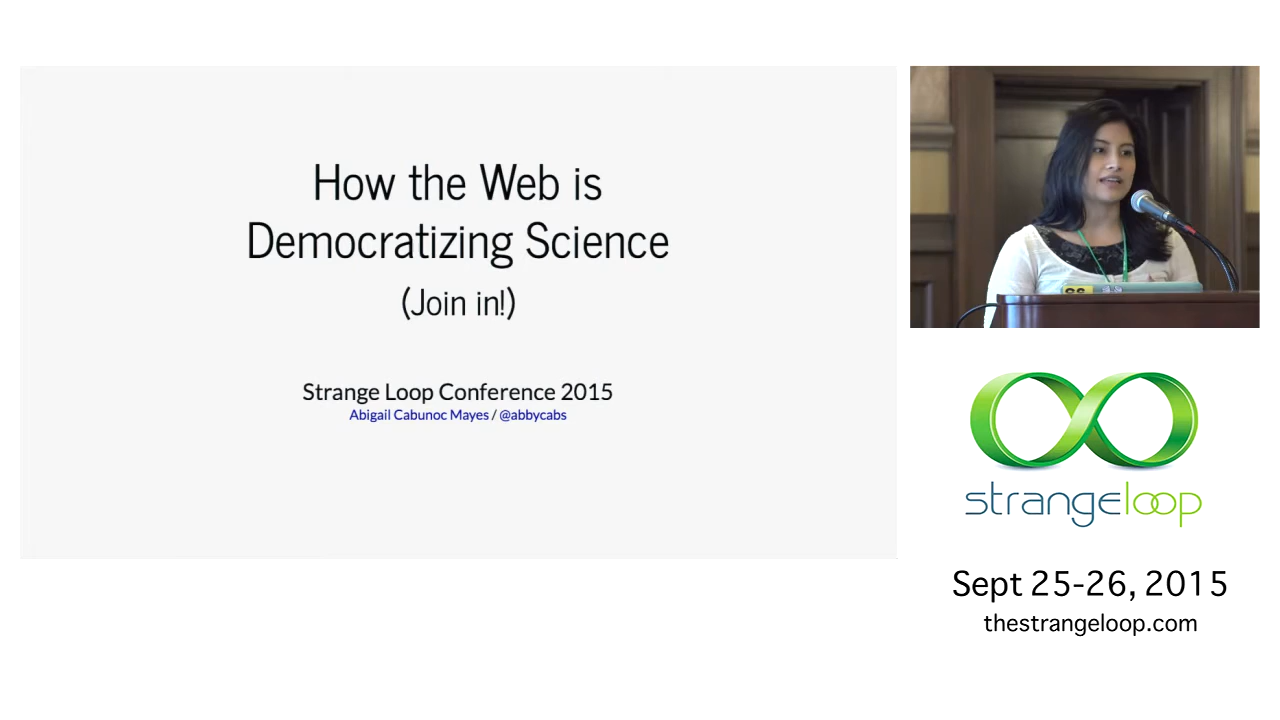 How the Web is
Democratizing Science
(Join in!)
Strange Loop Conference 2015
Abigail Cabunoc Mayes / @abbycabs
strangeloop
Sept 25-26, 2015
thestrangeloop.com